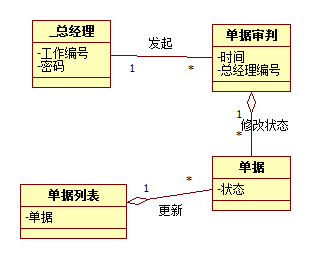 _总经理
-工作编号
-密码
发起
1
*
单据审判
-时间
-总经理编号
1
修改状态
*
单据
-状态
单据列表
-单据
1
*
更新